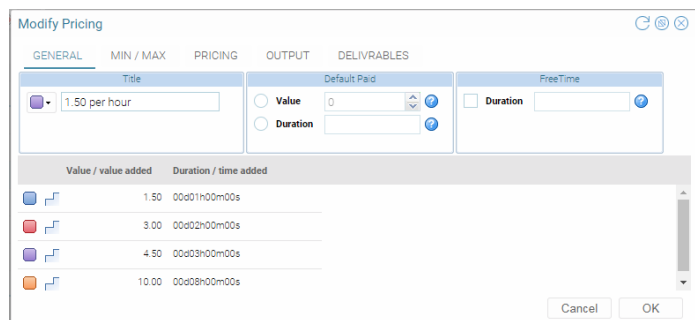 Modify Pricing
GENERAL MIN / MAX PRICING OUTPUT DELIVRABLES
Title Default Paid FreeTime
1.50 per hour Value 0 Duration
Duration
Value / value added Duration / time added
1.50 00d01h00m00s
3.00 00d02h00m00s
4.50 00d03h00m00s
10.00 00d08h00m00s
Cancel OK